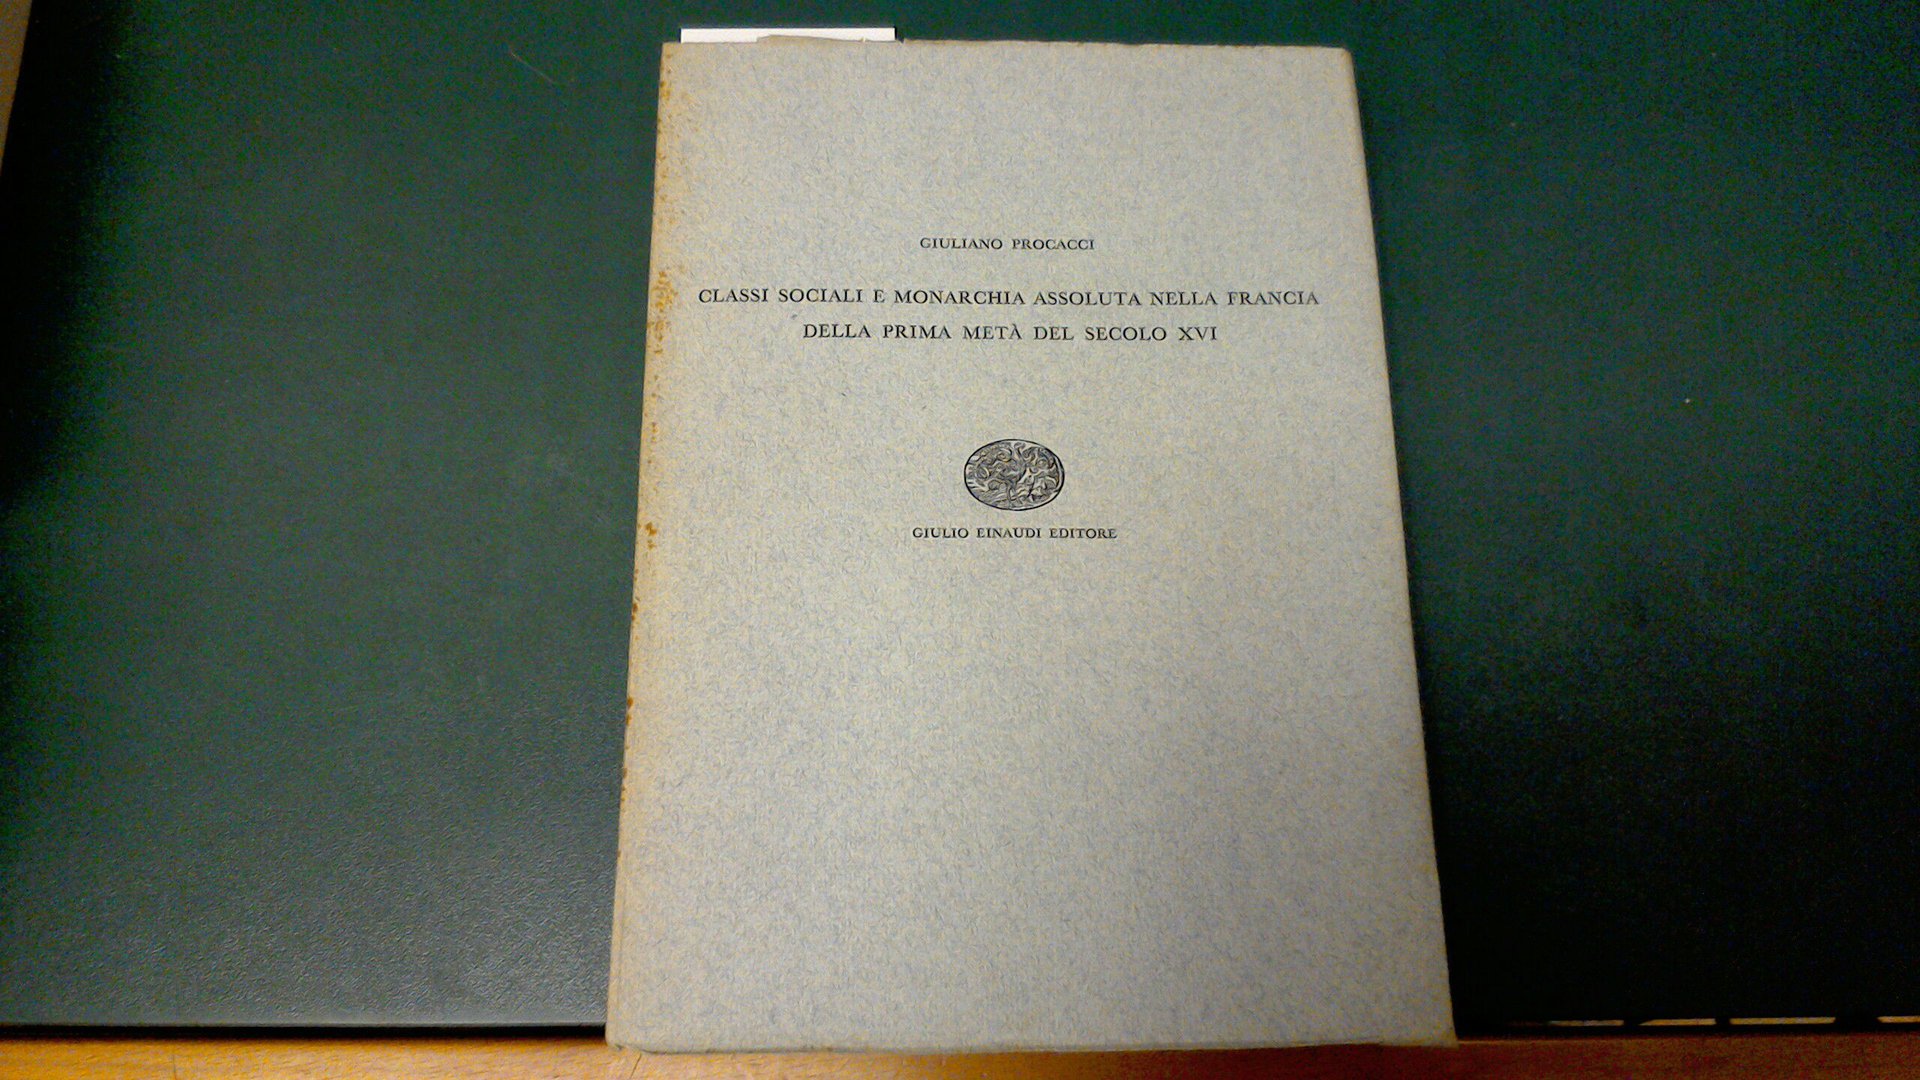 GIULIANO PROCACCI
CLASSI SOCIALI E MONARCHIA ASSOLUTA NELLA FRANCIA
DELLA PRIMA METÀ DEL SECOLO XVI
GIULIO EINAUDI EDITORE